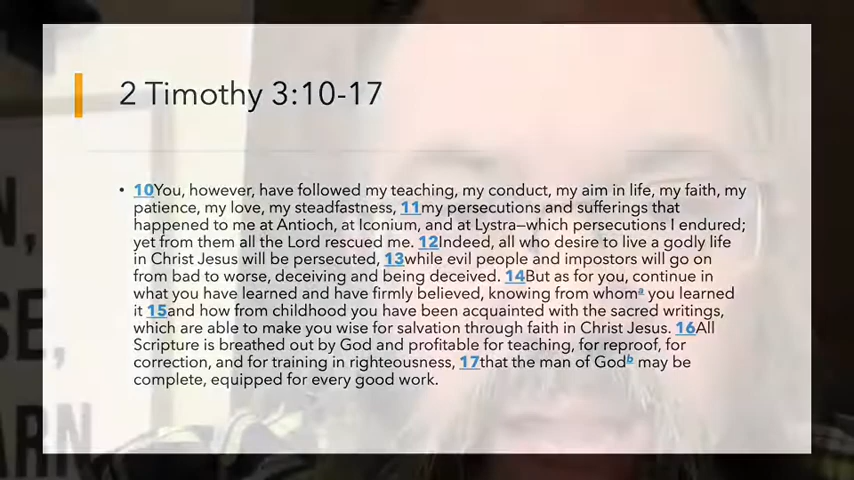 2 Timothy 3:10-17
• 10You, however, have followed my teaching, my conduct, my aim in life, my faith, my
patience, my love, my steadfastness, 11my persecutions and sufferings that
happened to me at Antioch, at Iconium, and at Lystra—which persecutions I endured;
yet from them all the Lord rescued me. 12Indeed, all who desire to live a godly life
in Christ Jesus will be persecuted, 13while evil people and impostors will go on
from bad to worse, deceiving and being deceived. 14But as for you, continue in
what you have learned and have firmly believed, knowing from whoma you learned
it 15and how from childhood you have been acquainted with the sacred writings,
which are able to make you wise for salvation through faith in Christ Jesus. 16All
Scripture is breathed out by God and profitable for teaching, for reproof, for
correction, and for training in righteousness, 17that the man of Godb may be
complete, equipped for every good work.